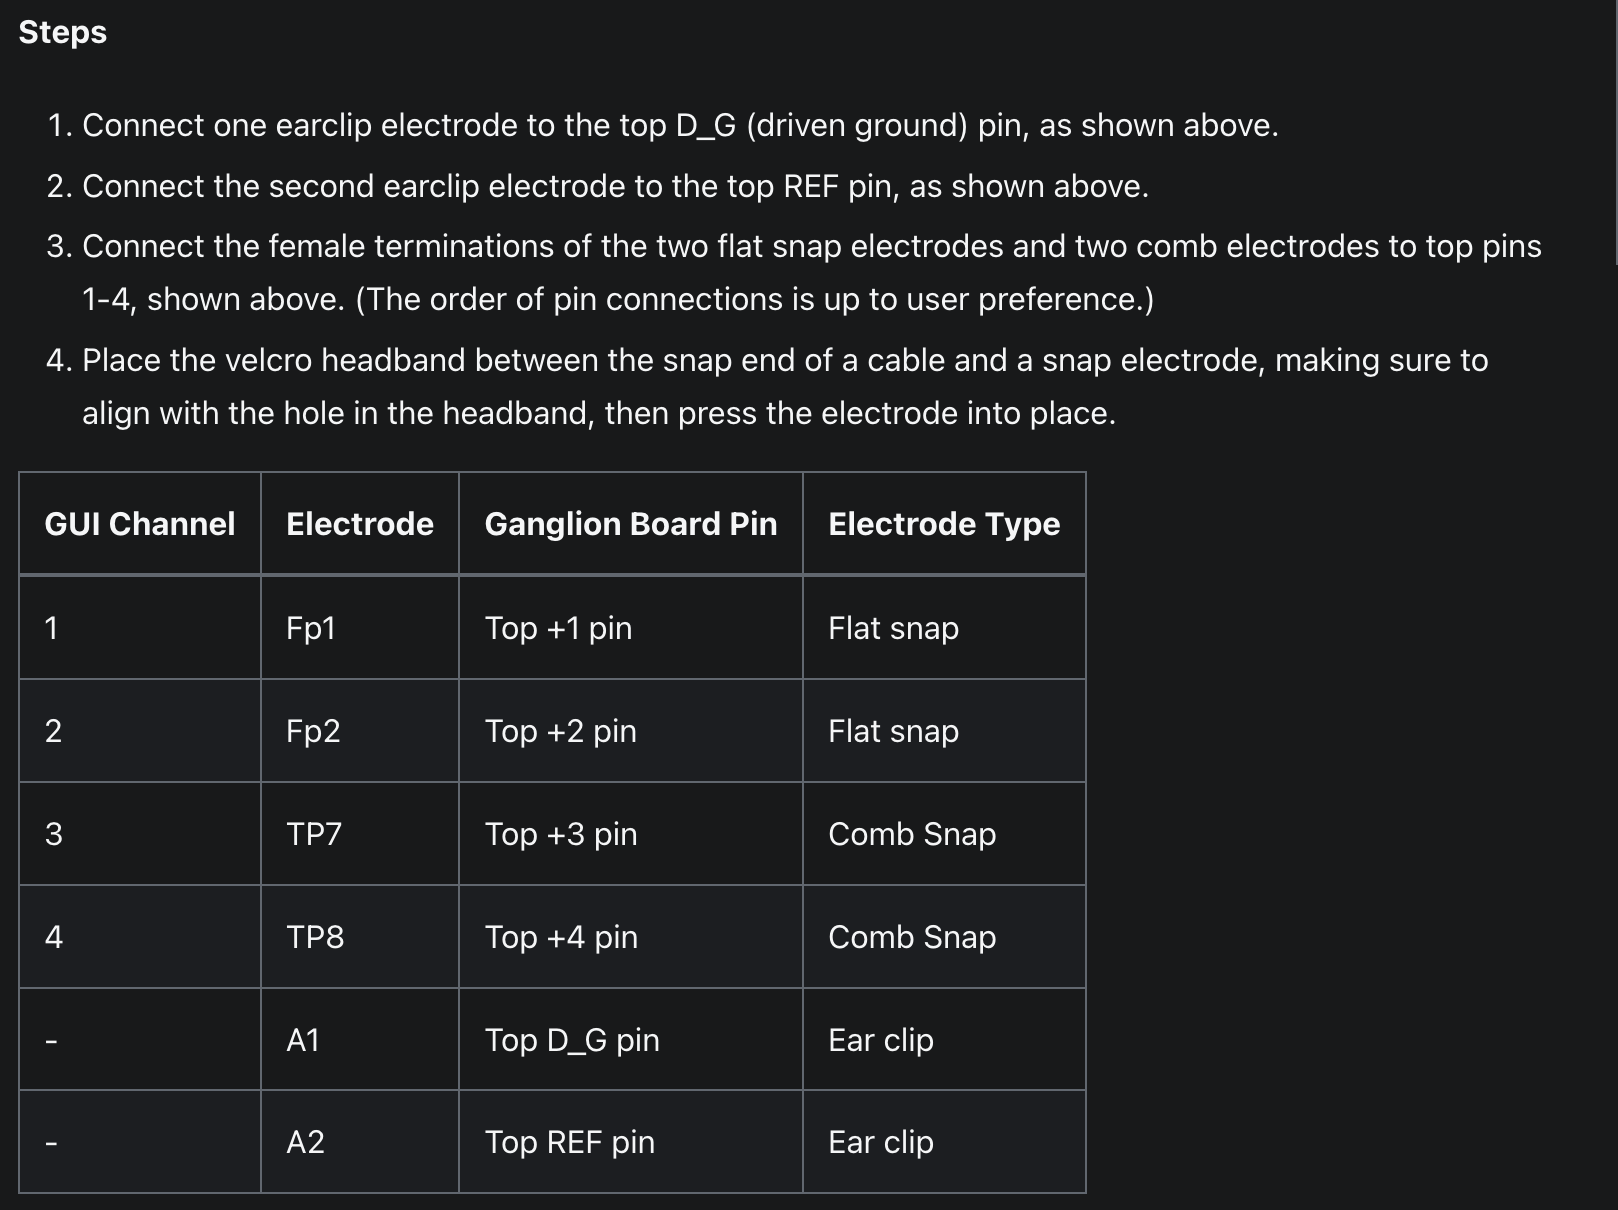 Steps
1. Connect one earclip electrode to the top D_G (driven ground) pin, as shown above.
2. Connect the second earclip electrode to the top REF pin, as shown above.
3. Connect the female terminations of the two flat snap electrodes and two comb electrodes to top pins
1-4, shown above. (The order of pin connections is up to user preference.)
4. Place the velcro headband between the snap end of a cable and a snap electrode, making sure to
align with the hole in the headband, then press the electrode into place.
GUI Channel Electrode Ganglion Board Pin Electrode Type
1 Fp1 Top +1 pin Flat snap
2 Fp2 Top +2 pin Flat snap
3 TP7 Top +3 pin Comb Snap
4 TP8 Top +4 pin Comb Snap
- A1 Top D_G pin Ear clip
- A2 Top REF pin Ear clip